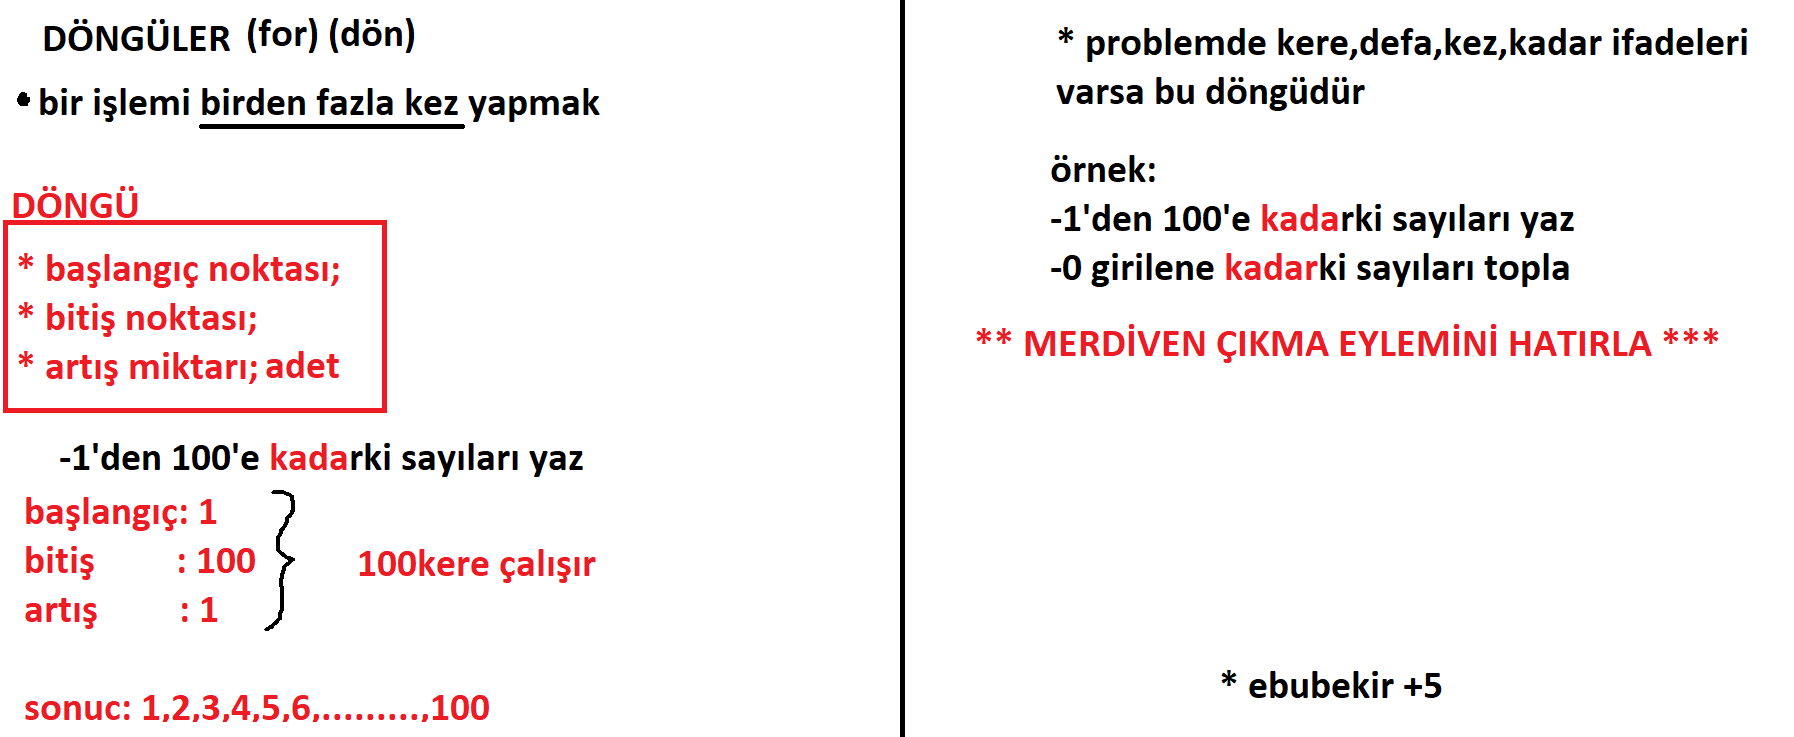 DÖNGÜLER (for) (dön)
• bir işlemi birden fazla kez yapmak
DÖNGÜ
* başlangıç noktası;
* bitiş noktası;
* artış miktarı; adet
-1'den 100'e kadarki sayıları yaz
başlangıç: 1
bitiş : 100
artış : 1
100kere çalışır
sonuc: 1,2,3,4,5,6,.........,100
* problemde kere,defa,kez,kadar ifadeleri
varsa bu döngüdür
örnek:
-1'den 100'e kadarki sayıları yaz
-0 girilene kadarki sayıları topla
** MERDİVEN ÇIKMA EYLEMİNİ HATIRLA ***
* ebubekir +5